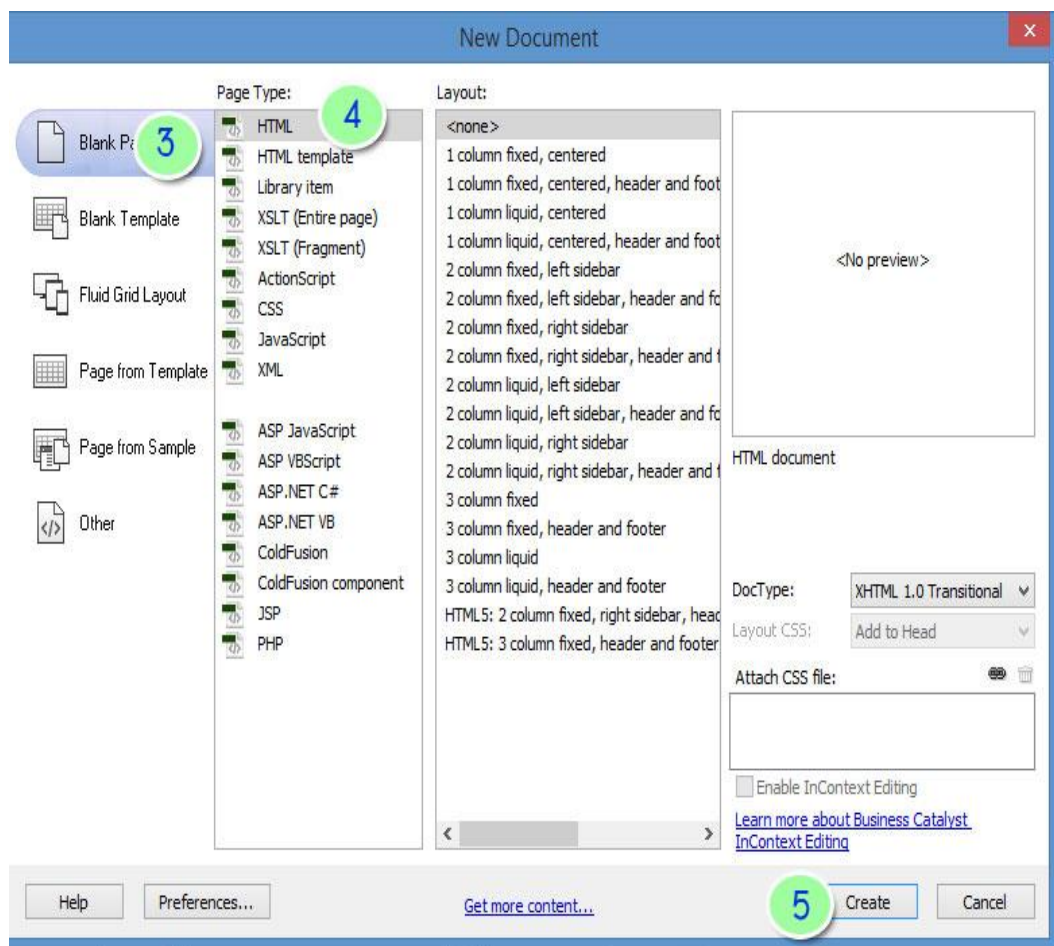 New Document
x
Page Type:
Layout:
3
4
Blank Pa
Blank Template
Fluid Grid Layout
Page from Template
Page from Sample
Other
HTML
HTML template
Library item
XSLT (Entire page)
XSLT (Fragment)
ActionScript
CSS
JavaScript
XML
ASP JavaScript
ASP VBScript
ASP.NET C#
ASP.NET VB
ColdFusion
ColdFusion component
JSP
PHP
<none>
1 column fixed, centered
1 column fixed, centered, header and foot
1 column liquid, centered
1 column liquid, centered, header and foot
2 column fixed, left sidebar
2 column fixed, left sidebar, header and fo
2 column fixed, right sidebar
2 column fixed, right sidebar, header and f
2 column liquid, left sidebar
2 column liquid, left sidebar, header and fo
2 column liquid, right sidebar
2 column liquid, right sidebar, header and f
3 column fixed
3 column fixed, header and footer
3 column liquid
3 column liquid, header and footer
HTML5: 2 column fixed, right sidebar, head
HTML5: 3 column fixed, header and footer
<No preview>
HTML document
DocType:
XHTML 1.0 Transitional
Layout CSS:
Add to Head
Attach CSS file:
Enable InContext Editing
Learn more about Business Catalyst
InContext Editing
Help
Preferences...
Get more content...
5
Create
Cancel